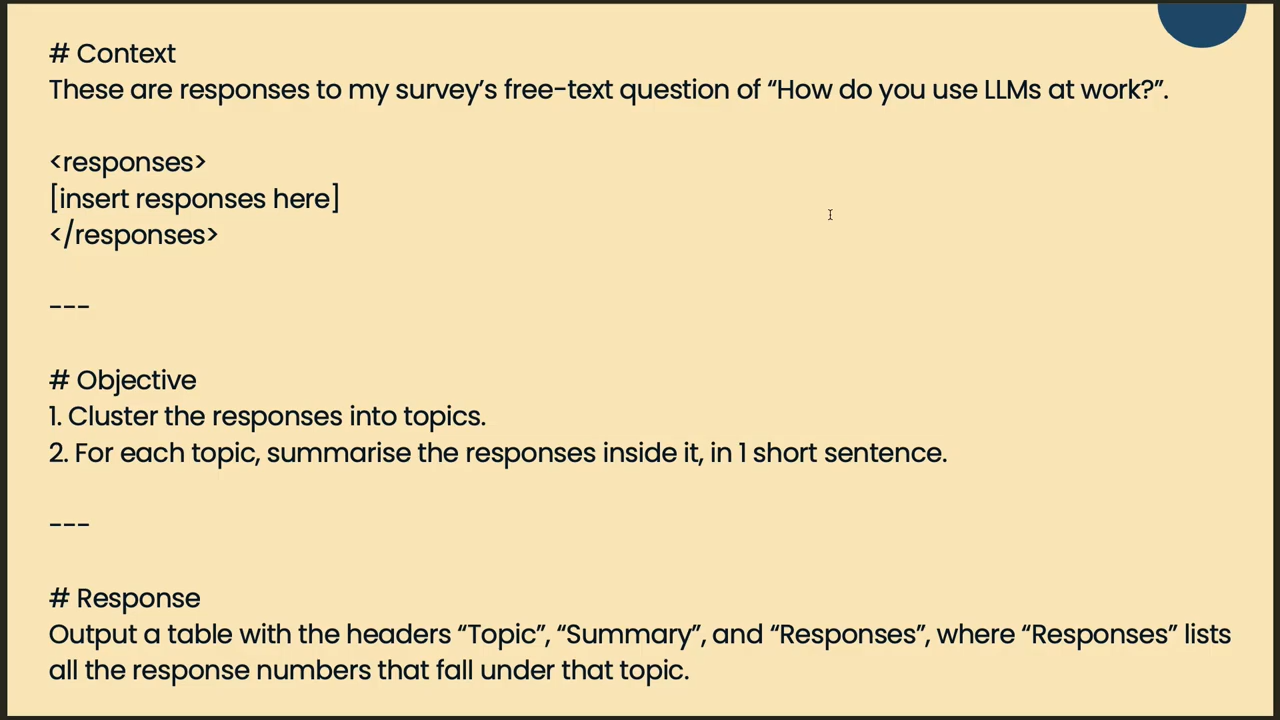 # Context
These are responses to my survey’s free-text question of “How do you use LLMs at work?”.
<responses>
[insert responses here]
</responses>
---
# Objective
1. Cluster the responses into topics.
2. For each topic, summarise the responses inside it, in 1 short sentence.
---
# Response
Output a table with the headers “Topic”, “Summary”, and “Responses”, where “Responses” lists
all the response numbers that fall under that topic.